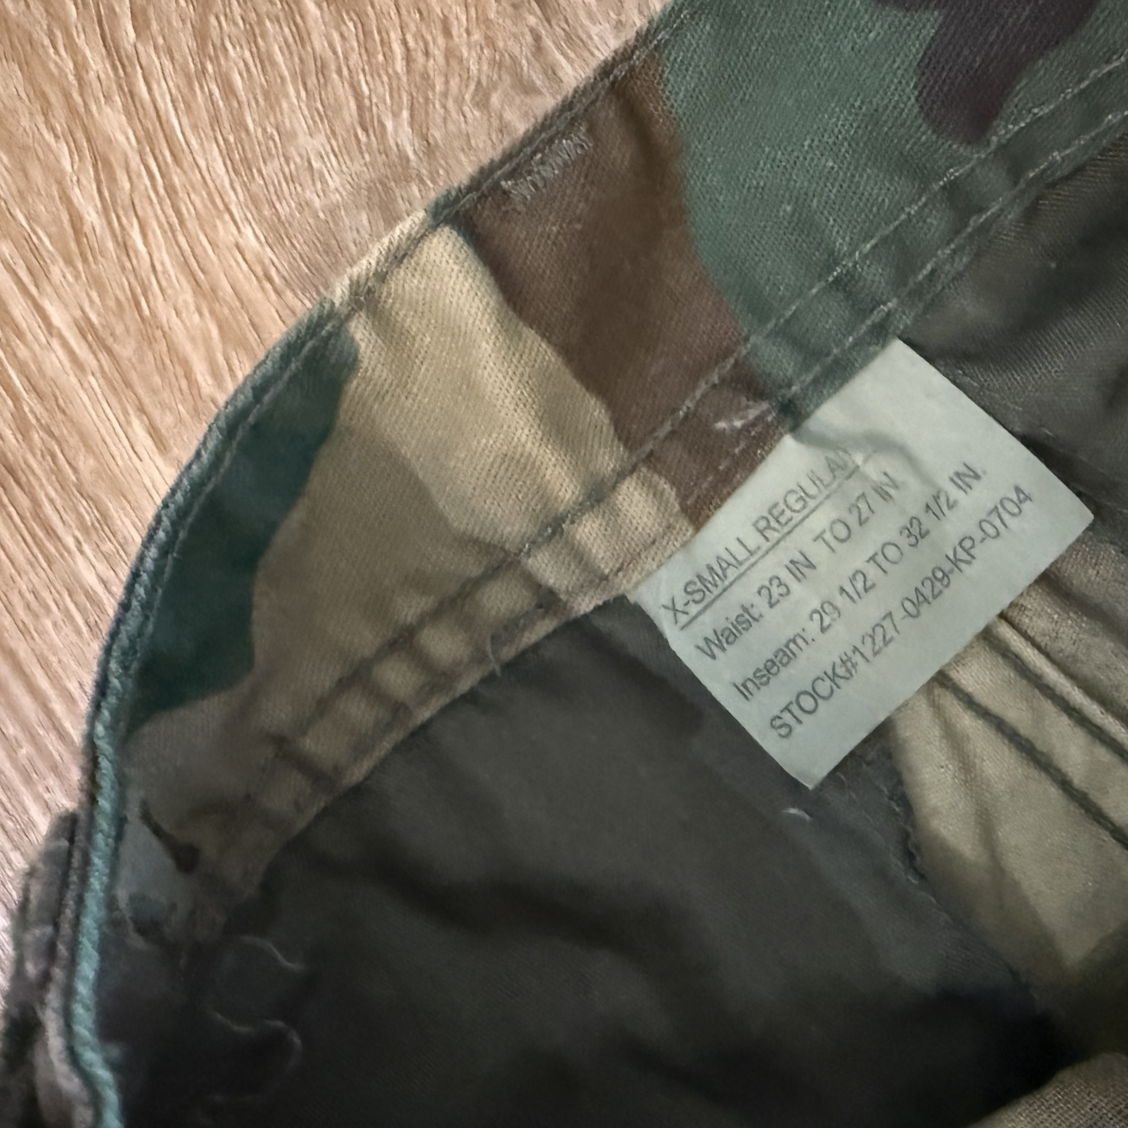 X-SMALL REGULAR
Waist: 23 IN TO 27 IN
Inseam: 29 1/2 TO 32 1/2 IN.
STOCK#1227-0429-KP-0704